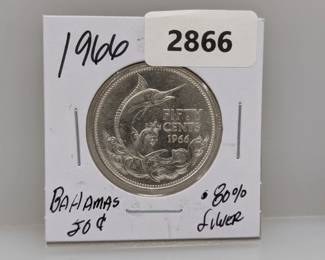 1966
2866
FIFTY
CENTS
1966
BAHAMAS
50¢
.80%
SILVER